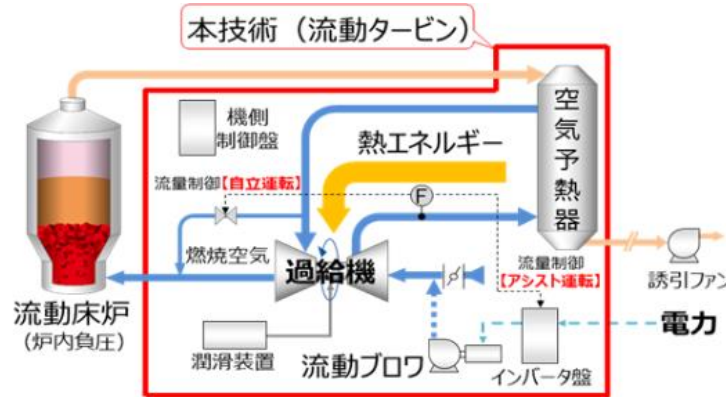 本技術（流動タービン）
機側
制御盤
空気予熱器
熱エネルギー
流量制御【自立運転】
F
燃焼空気
過給機
流量制御
【アシスト運転】
誘引ファン
流動床炉
（炉内負圧）
潤滑装置
流動ブロワ
インバータ盤
電力